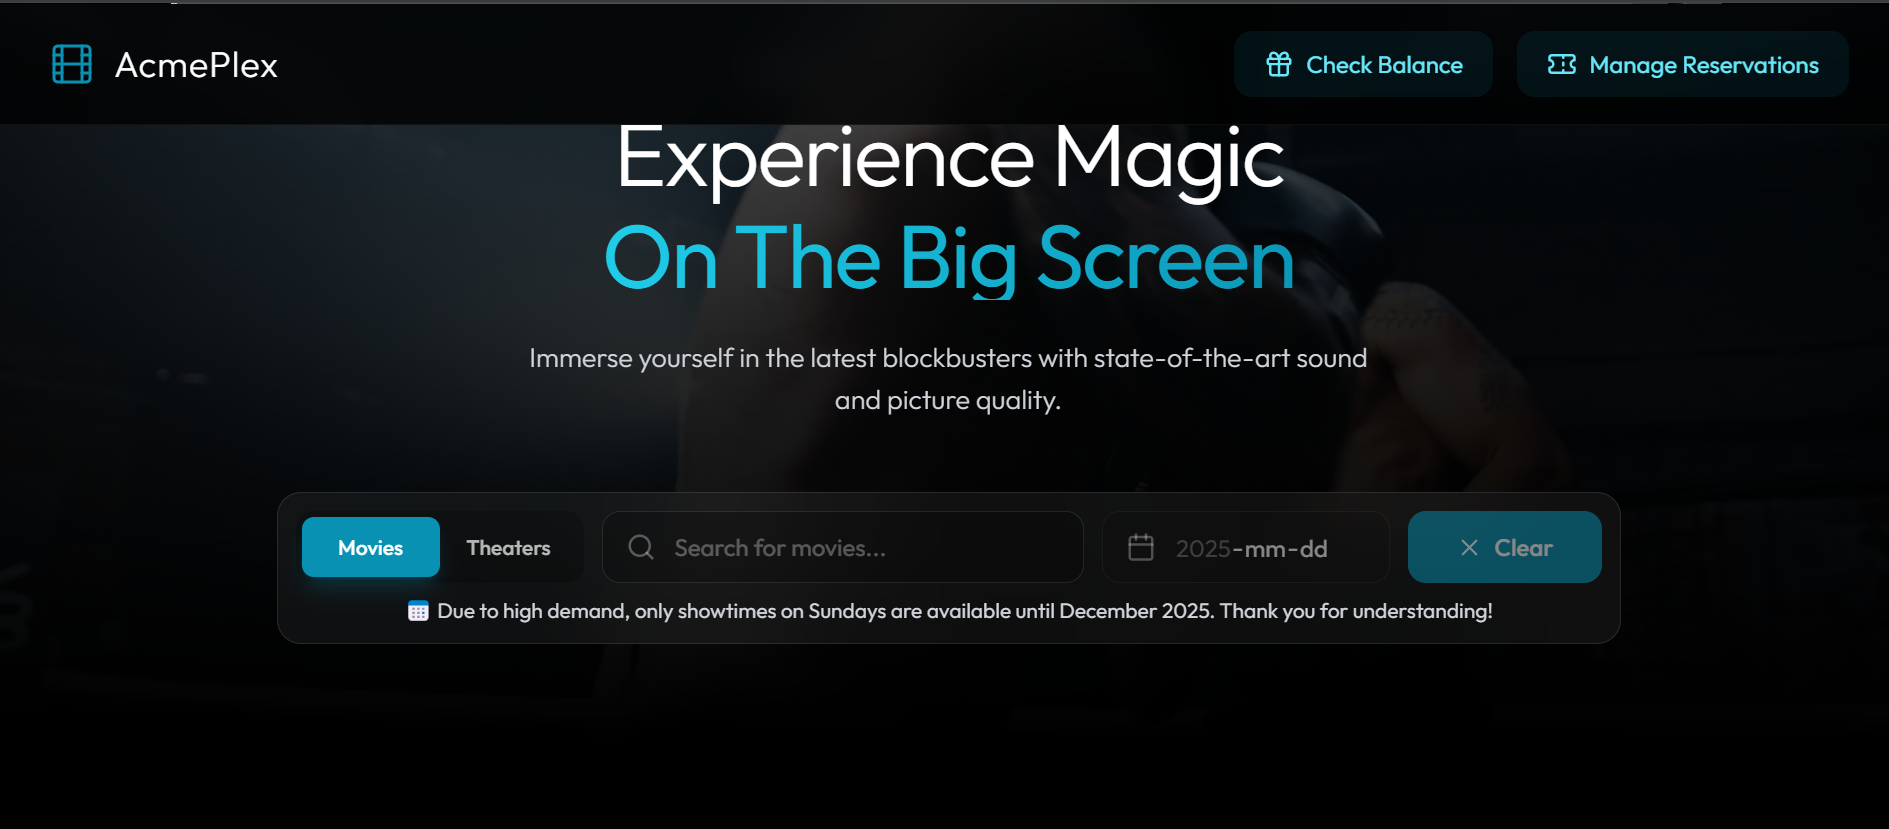 AcmePlex
Check Balance
Manage Reservations
Experience Magic
On The Big Screen
Immerse yourself in the latest blockbusters with state-of-the-art sound
and picture quality.
Movies
Theaters
Search for movies...
2025-mm-dd
Clear
Due to high demand, only showtimes on Sundays are available until December 2025. Thank you for understanding!